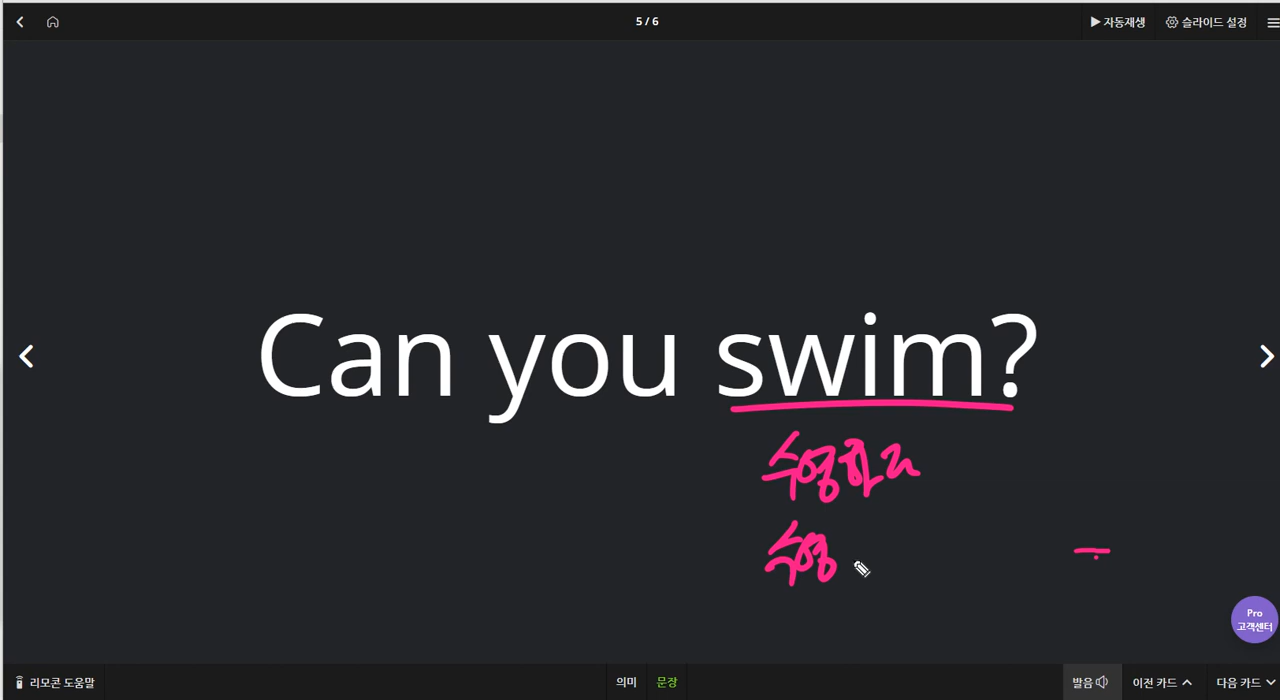 5 / 6
자동재생
슬라이드 설정
Can you swim?
수영하고
수영
Pro
고객센터
리모콘 도움말
의미
문장
발음
이전 카드
다음 카드